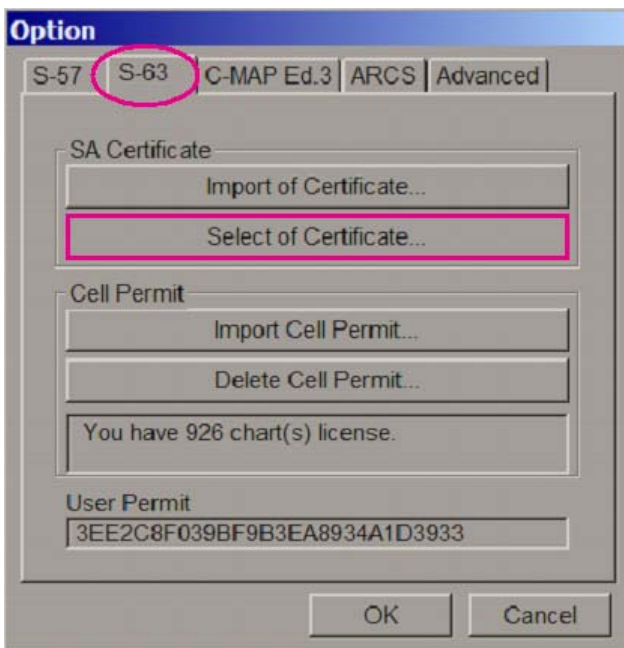 Option
S-57 S-63 C-MAP Ed.3 ARCS Advanced
SA Certificate
Import of Certificate...
Select of Certificate...
Cell Permit
Import Cell Permit...
Delete Cell Permit...
You have 926 chart(s) license.
User Permit
3EE2C8F039BF9B3EA8934A1D3933
OK Cancel